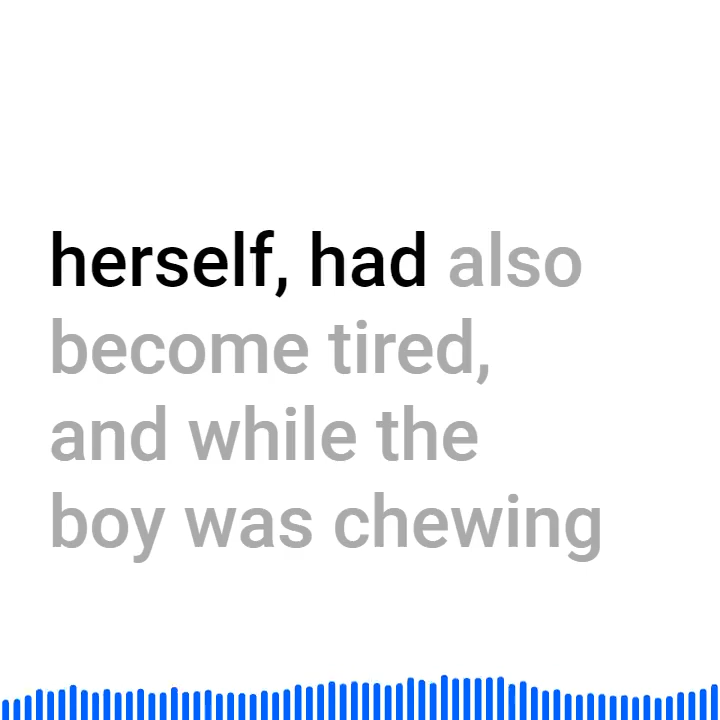 herself, had also
become tired,
and while the
boy was chewing